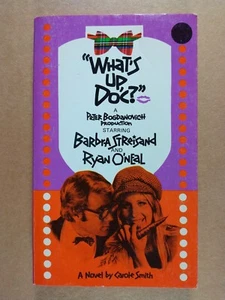 "WHAT'S
UP,
DOC?"
A
PETER BOGDANOVICH
PRODUCTION
STARRING
BARBRA STREISAND
AND
RYAN O'NEAL
A Novel by Carole Smith